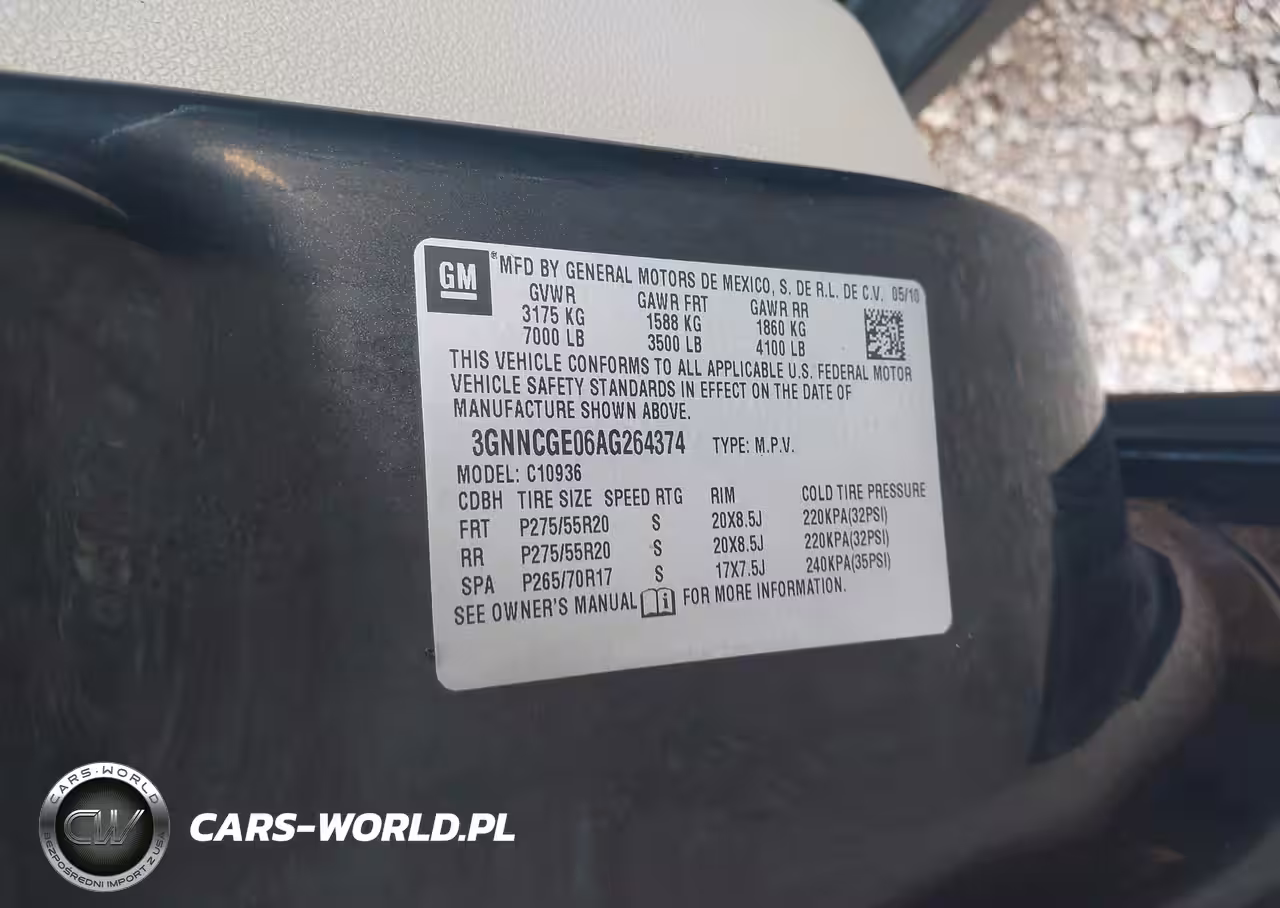 GM® MFD BY GENERAL MOTORS DE MEXICO, S. DE R.L. DE C.V. 05/10
GVWR GAWR FRT GAWR RR
3175 KG 1588 KG 1860 KG
7000 LB 3500 LB 4100 LB
THIS VEHICLE CONFORMS TO ALL APPLICABLE U.S. FEDERAL MOTOR
VEHICLE SAFETY STANDARDS IN EFFECT ON THE DATE OF
MANUFACTURE SHOWN ABOVE.
3GNNCGE06AG264374 TYPE: M.P.V.
MODEL: C10936
CDBH TIRE SIZE SPEED RTG RIM COLD TIRE PRESSURE
FRT P275/55R20 S 20X8.5J 220KPA(32PSI)
RR P275/55R20 S 20X8.5J 220KPA(32PSI)
SPA P265/70R17 S 17X7.5J 240KPA(35PSI)
SEE OWNER'S MANUAL i FOR MORE INFORMATION.
CARS-WORLD
CW
BEZPOŚREDNI IMPORT Z USA
CARS-WORLD.PL